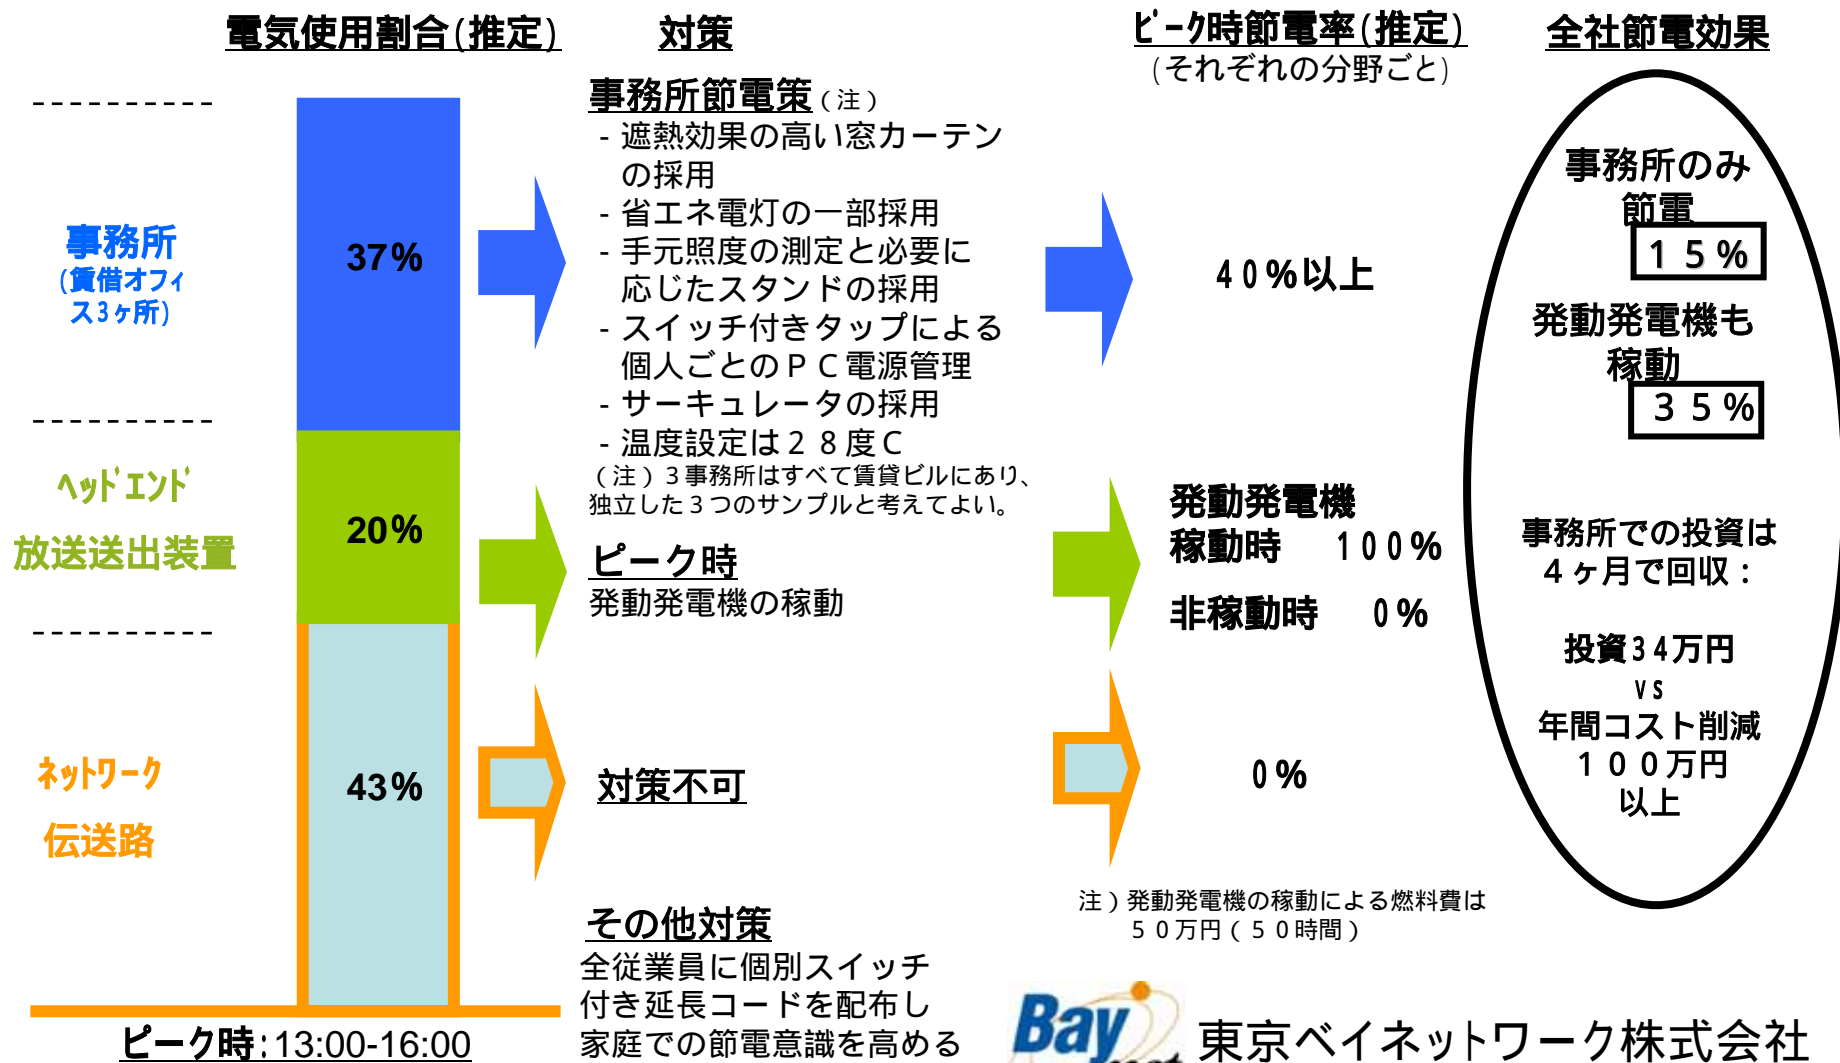 電気使用割合(推定)
対策
ピーク時節電率(推定)
(それぞれの分野ごと)
全社節電効果
事務所
(賃借オフィ
ス3ヶ所)
37%
事務所節電策(注)
- 遮熱効果の高い窓カーテン
の採用
- 省エネ電灯の一部採用
- 手元照度の測定と必要に
応じたスタンドの採用
- スイッチ付きタップによる
個人ごとのPC電源管理
- サーキュレータの採用
- 温度設定は28度C
(注)3事務所はすべて賃貸ビルにあり、
独立した3つのサンプルと考えてよい。
40%以上
ヘッドエンド
放送送出装置
20%
ピーク時
発動発電機の稼動
発動発電機
稼動時 100%
非稼動時 0%
ネットワーク
伝送路
43%
対策不可
0%
その他対策
全従業員に個別スイッチ
付き延長コードを配布し
家庭での節電意識を高める
注)発動発電機の稼動による燃料費は
50万円(50時間)
事務所のみ
節電
15%
発動発電機も
稼動
35%
事務所での投資は
4ヶ月で回収:
投資34万円
vs
年間コスト削減
100万円
以上
ピーク時:13:00-16:00
Bay
東京ベイネットワーク株式会社